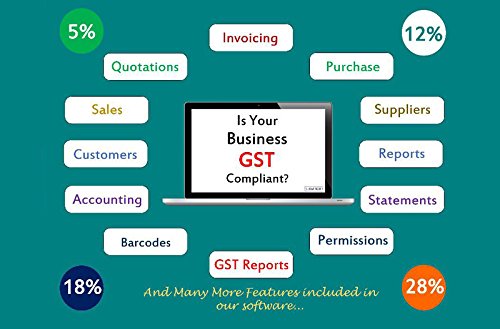 5%
Invoicing
12%
Quotations
Purchase
Sales
Suppliers
Customers
Reports
Accounting
Statements
Barcodes
Permissions
GST Reports
Is Your
Business
GST
Compliant?
18%
28%
And Many More Features included in
our software...